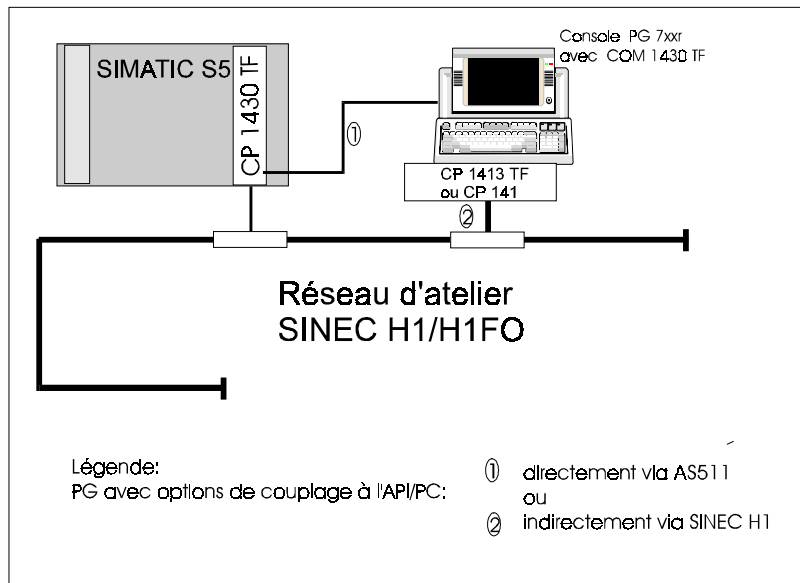 Console PG 7xxr
avec COM 1430 TF
SIMATIC S5
CP 1430 TF
①
CP 1413 TF
ou CP 141
②
Réseau d'atelier
SINEC H1/H1FO
Légende:
PG avec options de couplage à l'API/PC:
① directement via AS511
ou
② indirectement via SINEC H1